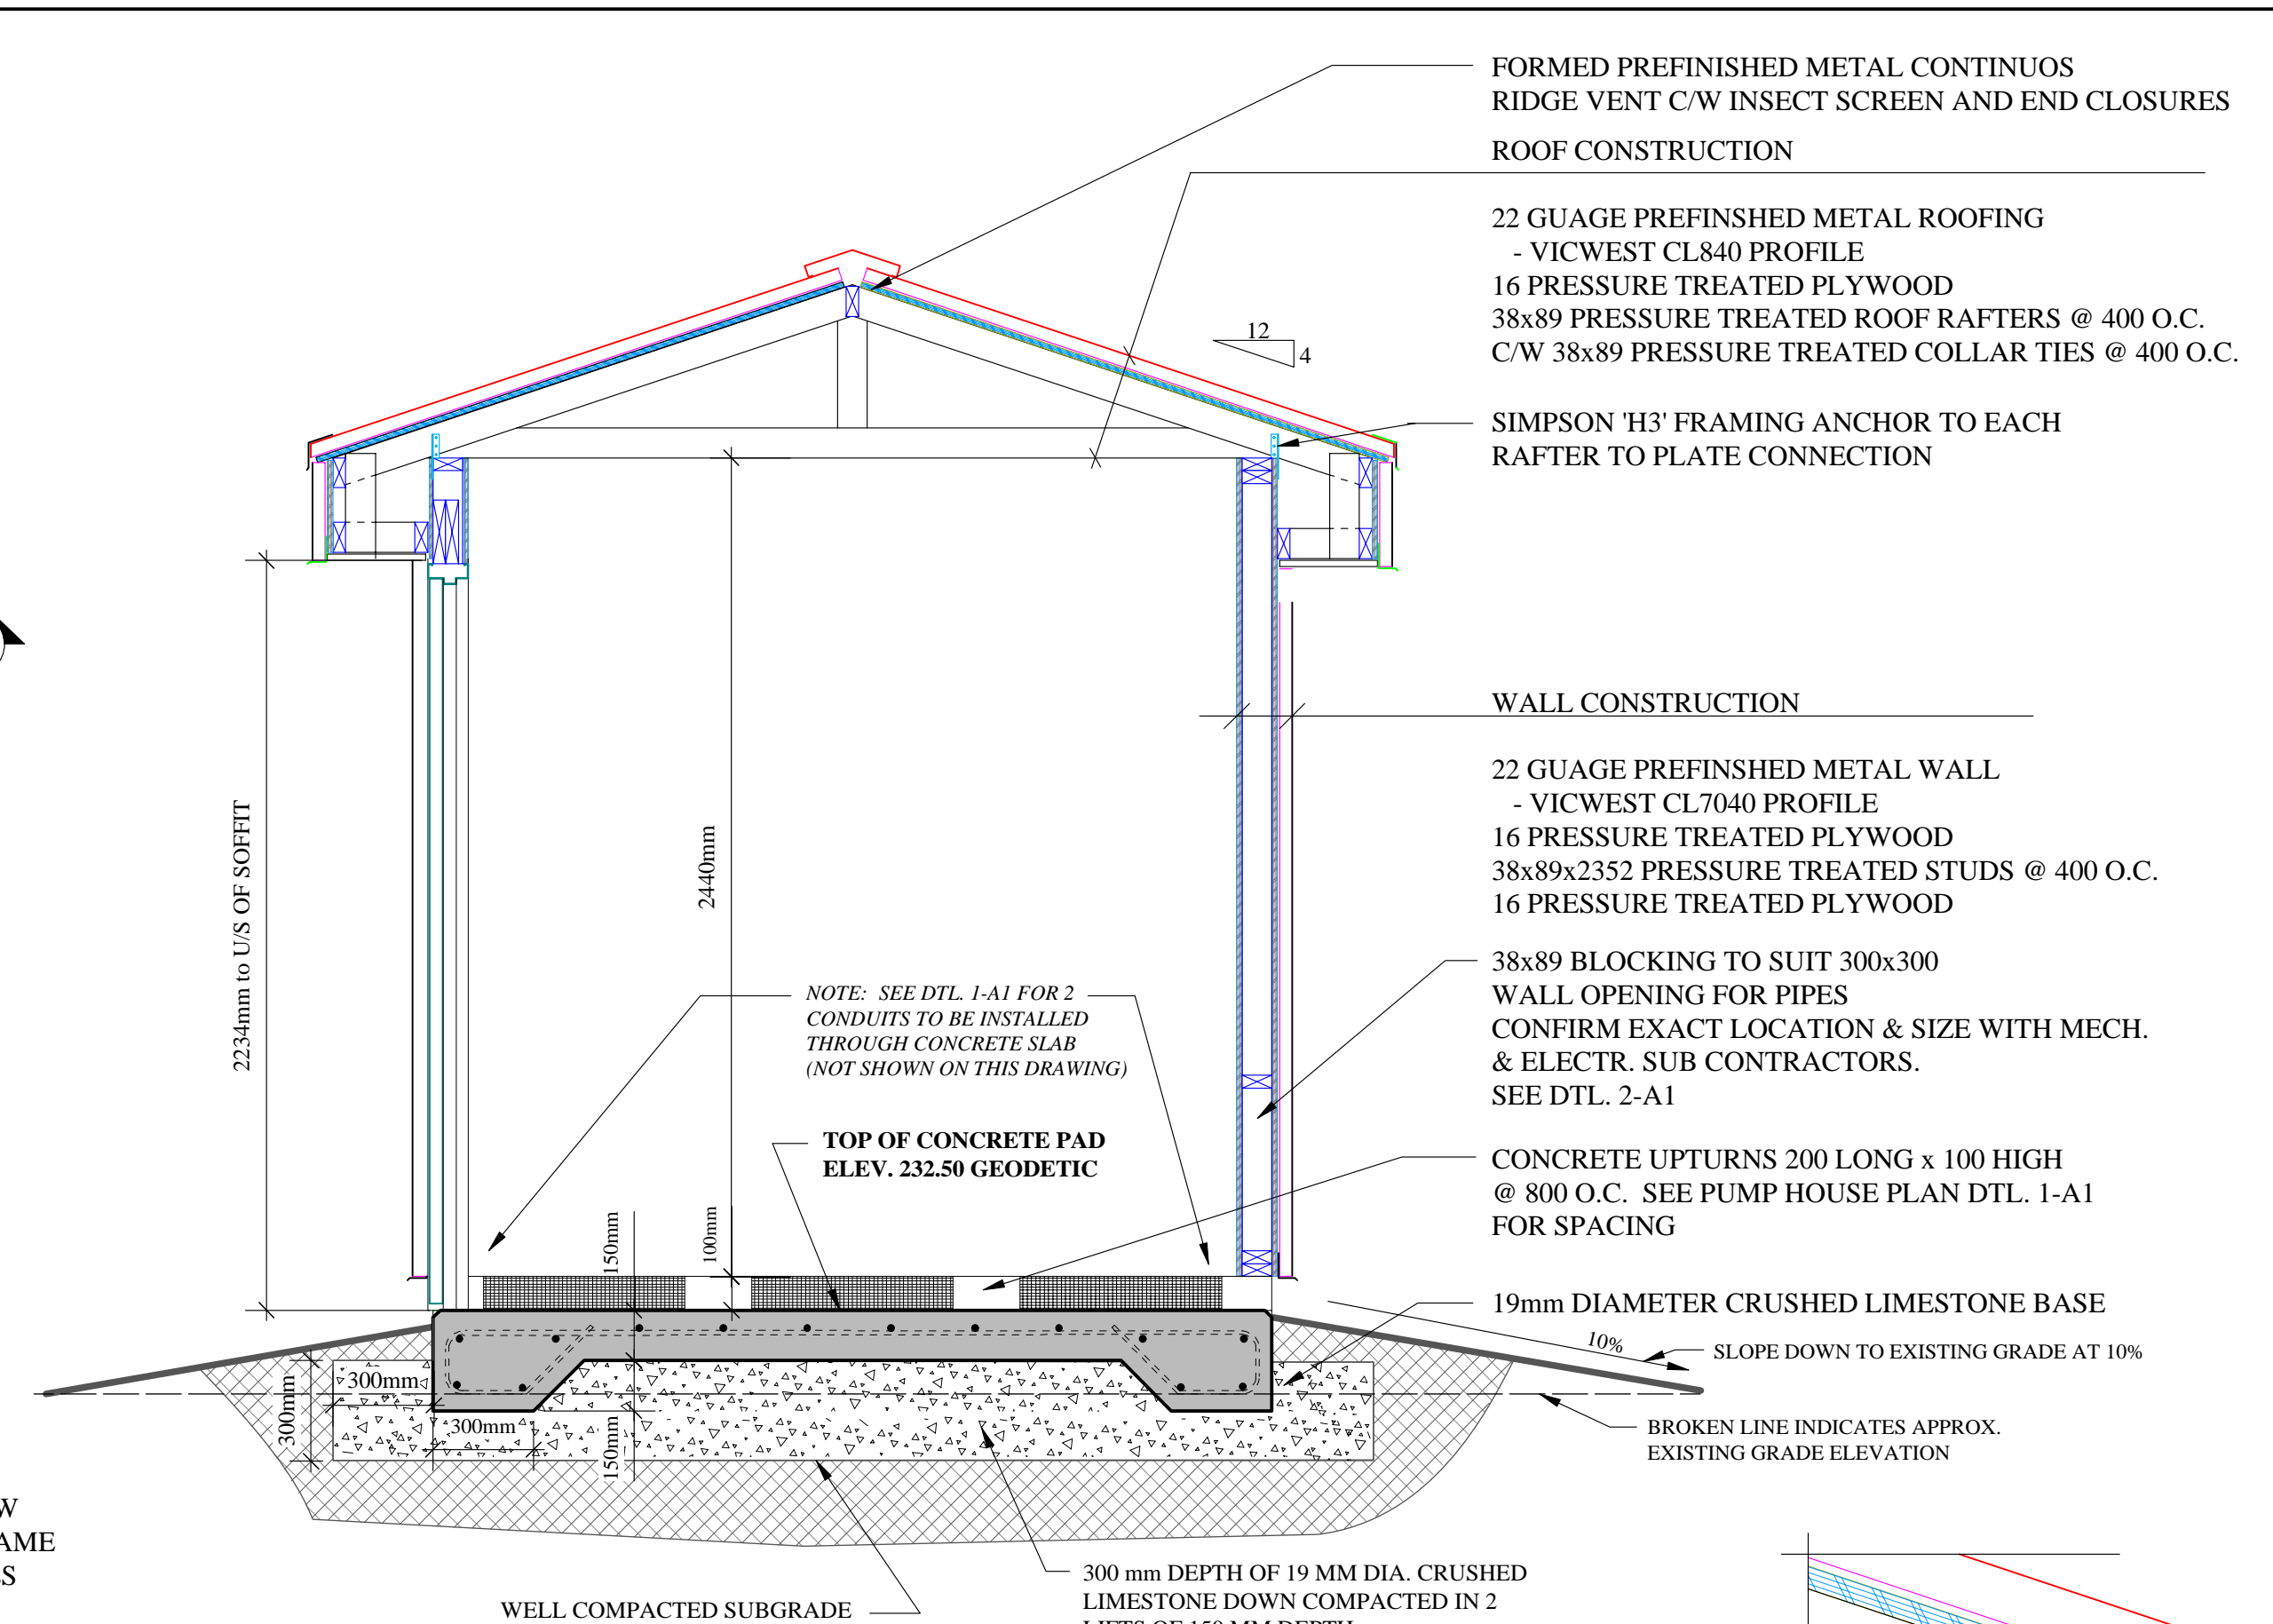 FORMED PREFINISHED METAL CONTINUOS
RIDGE VENT C/W INSECT SCREEN AND END CLOSURES
ROOF CONSTRUCTION
22 GUAGE PREFINSHED METAL ROOFING
- VICWEST CL840 PROFILE
16 PRESSURE TREATED PLYWOOD
38x89 PRESSURE TREATED ROOF RAFTERS @ 400 O.C.
C/W 38x89 PRESSURE TREATED COLLAR TIES @ 400 O.C.
12
4
SIMPSON 'H3' FRAMING ANCHOR TO EACH
RAFTER TO PLATE CONNECTION
WALL CONSTRUCTION
22 GUAGE PREFINSHED METAL WALL
- VICWEST CL7040 PROFILE
16 PRESSURE TREATED PLYWOOD
38x89x2352 PRESSURE TREATED STUDS @ 400 O.C.
16 PRESSURE TREATED PLYWOOD
2234mm to U/S OF SOFFIT
2440mm
38x89 BLOCKING TO SUIT 300x300
WALL OPENING FOR PIPES
CONFIRM EXACT LOCATION & SIZE WITH MECH.
& ELECTR. SUB CONTRACTORS.
SEE DTL. 2-A1
NOTE: SEE DTL. 1-A1 FOR 2
CONDUITS TO BE INSTALLED
THROUGH CONCRETE SLAB
(NOT SHOWN ON THIS DRAWING)
TOP OF CONCRETE PAD
ELEV. 232.50 GEODETIC
CONCRETE UPTURNS 200 LONG x 100 HIGH
@ 800 O.C. SEE PUMP HOUSE PLAN DTL. 1-A1
FOR SPACING
150mm
100mm
19mm DIAMETER CRUSHED LIMESTONE BASE
10%
SLOPE DOWN TO EXISTING GRADE AT 10%
300mm
300mm
300mm
150mm
BROKEN LINE INDICATES APPROX.
EXISTING GRADE ELEVATION
W
AME
ES
WELL COMPACTED SUBGRADE
300 mm DEPTH OF 19 MM DIA. CRUSHED
LIMESTONE DOWN COMPACTED IN 2
LIFTS OF 150 MM DEPTH